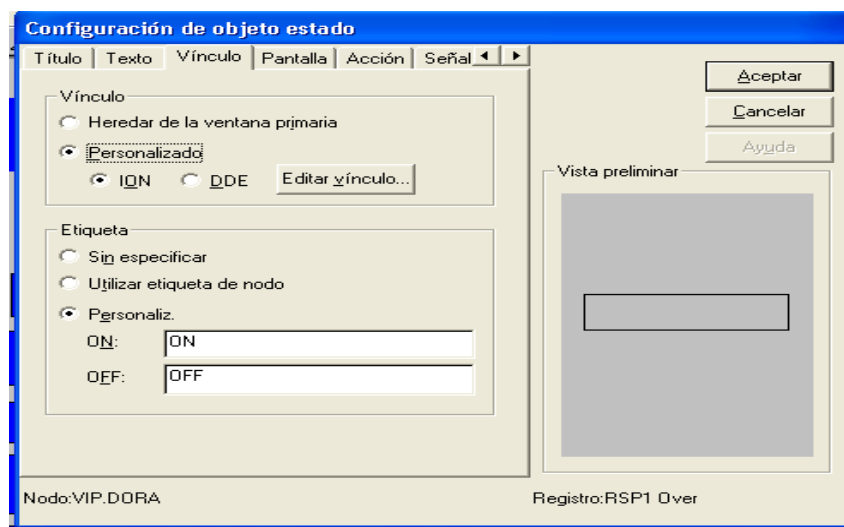 Configuración de objeto estado
Título Texto Vínculo Pantalla Acción Señal
Aceptar
Cancelar
Ayuda
Vínculo
Heredar de la ventana primaria
Personalizado
ION DDE Editar vínculo...
Etiqueta
Sin especificar
Utilizar etiqueta de nodo
Personaliz.
ON: ON
OFF: OFF
Vista preliminar
Nodo:VIP.DORA Registro:RSP1 Over